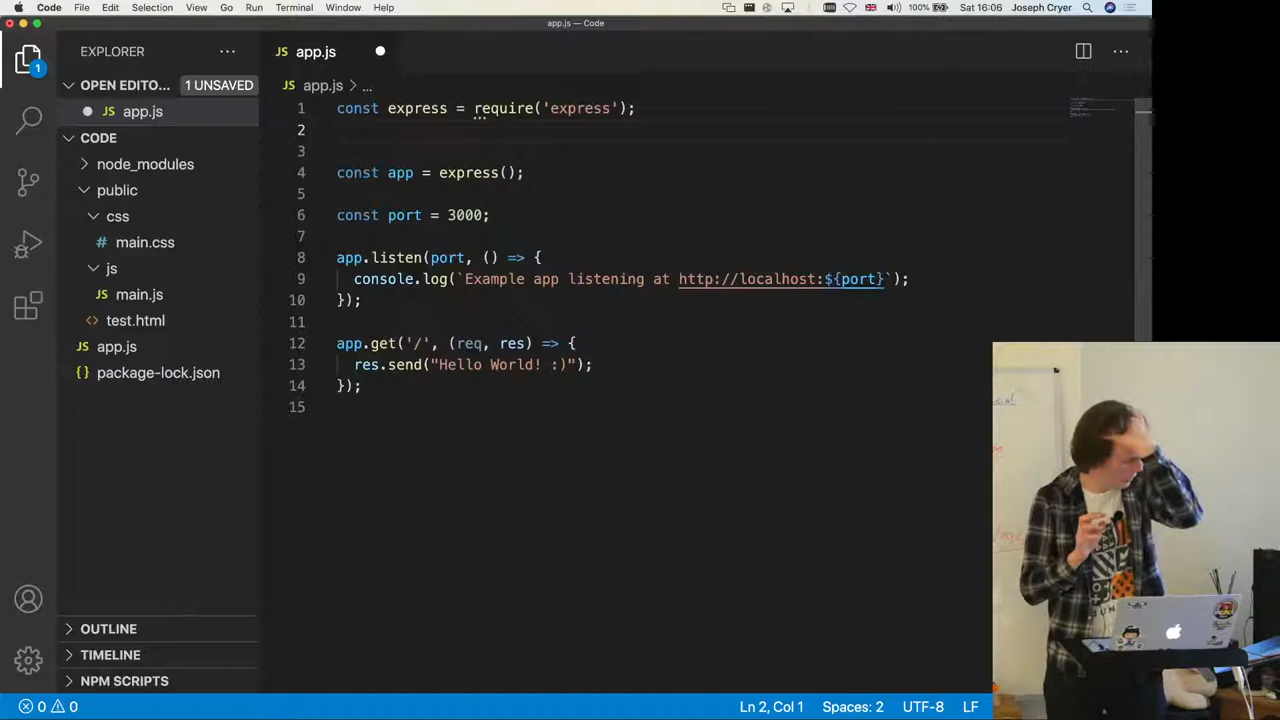 Code File Edit Selection View Go Run Terminal Window Help 100% Sat 16:06 Joseph Cryer
app.js — Code
EXPLORER
JS app.js
OPEN EDITO... 1 UNSAVED
1
JS app.js
JS app.js > ...
CODE
node_modules
public
css
# main.css
js
JS main.js
<> test.html
JS app.js
{} package-lock.json
OUTLINE
TIMELINE
NPM SCRIPTS
1 const express = require('express');
2
3
4 const app = express();
5
6 const port = 3000;
7
8 app.listen(port, () => {
9 console.log(`Example app listening at http://localhost:${port}`);
10 });
11
12 app.get('/', (req, res) => {
13 res.send("Hello World! :)");
14 });
15
0 0 Ln 2, Col 1 Spaces: 2 UTF-8 LF